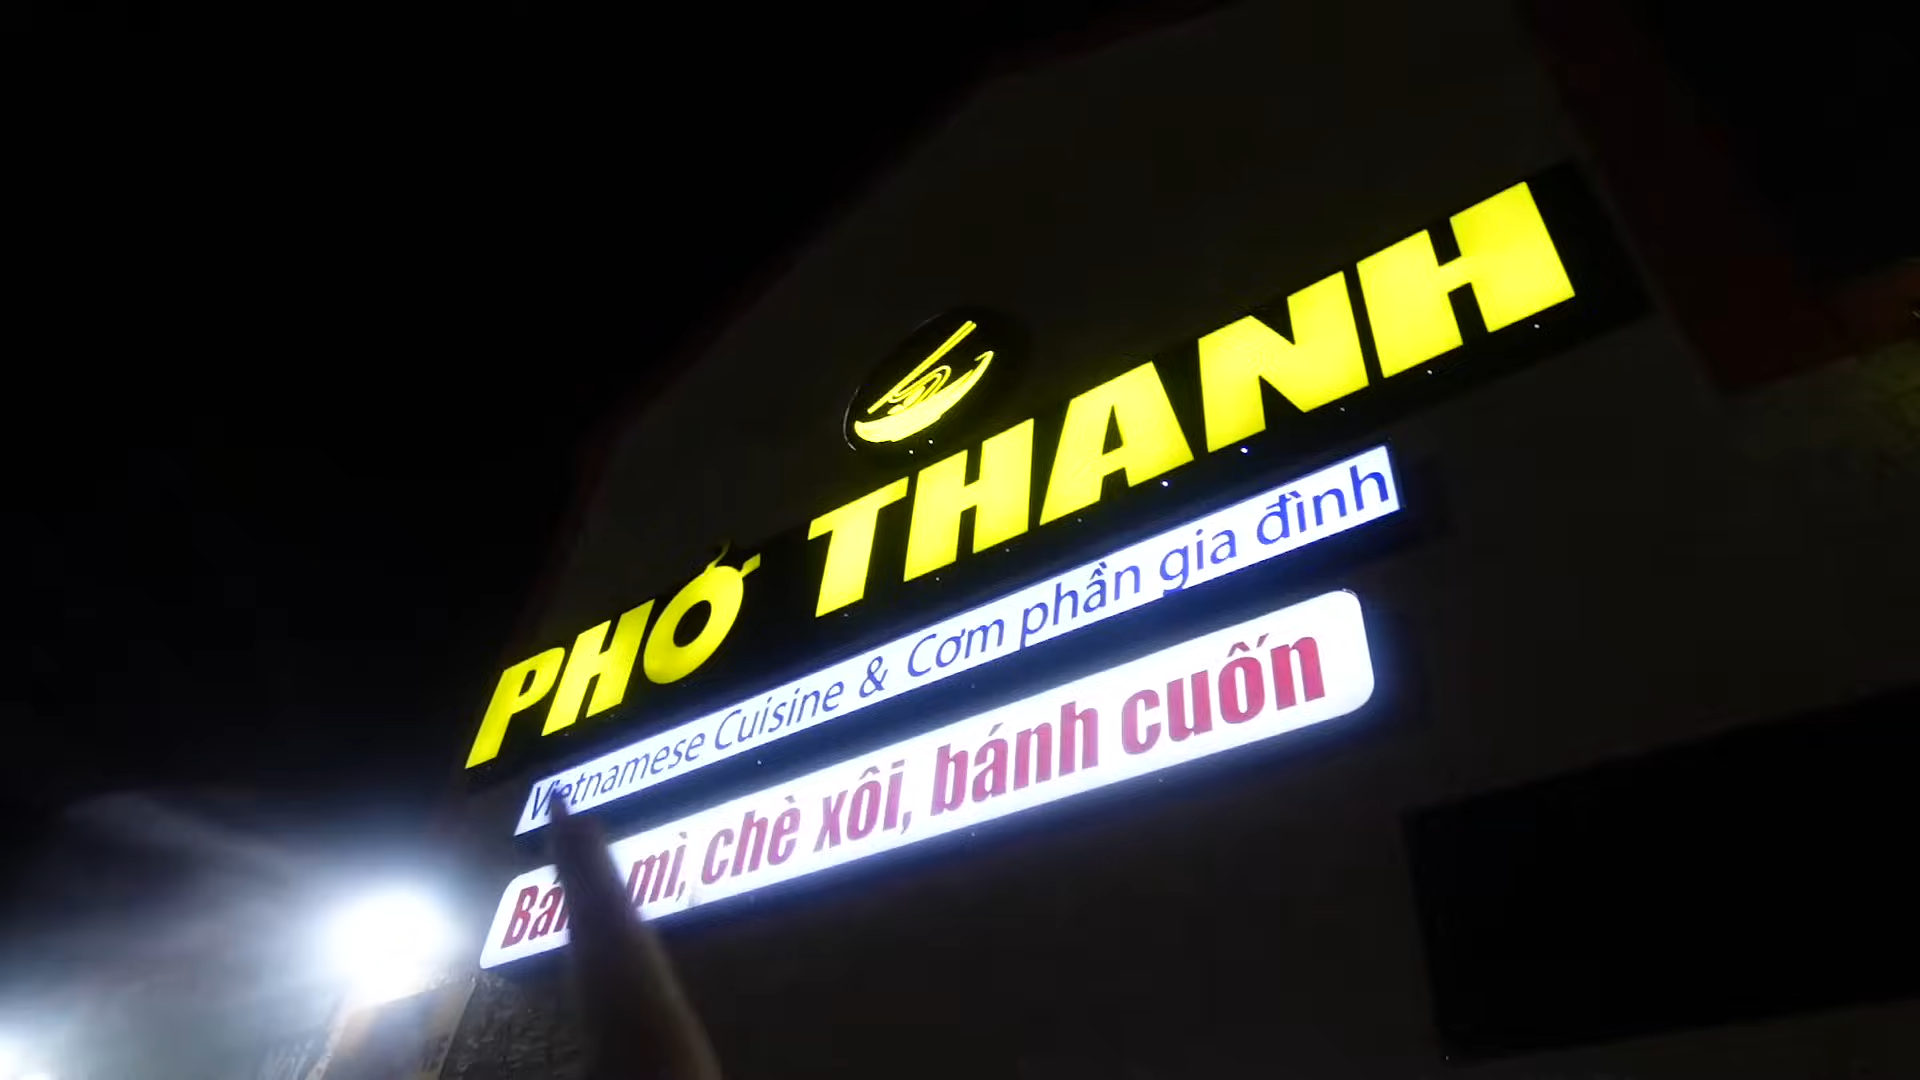 PHỞ THANH
Vietnamese Cuisine & Cơm phần gia đình
mì, chè xôi, bánh cuốn